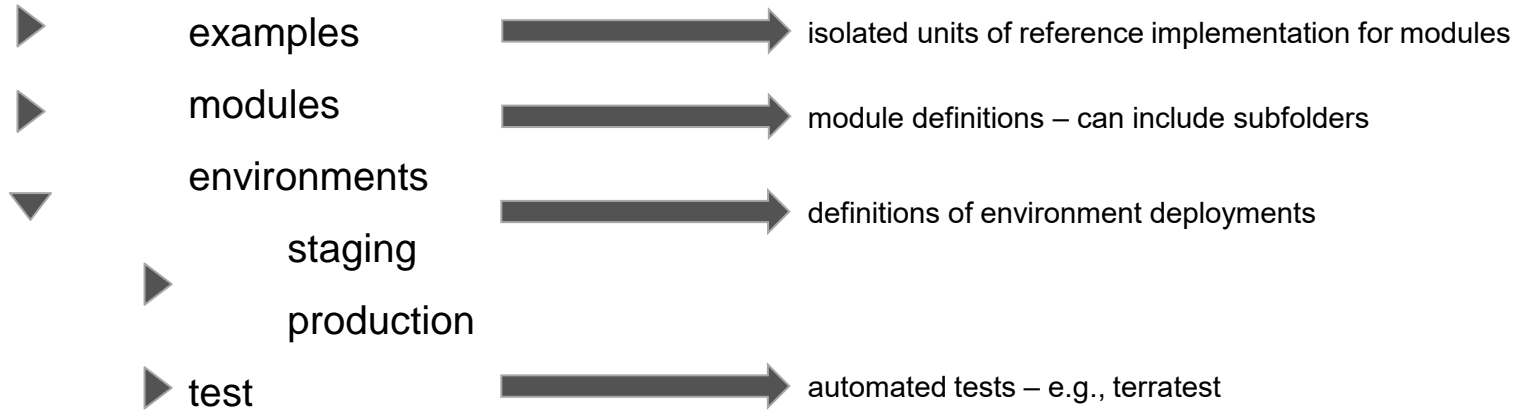 examples
isolated units of reference implementation for modules
modules
module definitions – can include subfolders
environments
definitions of environment deployments
staging
production
test
automated tests – e.g., terratest